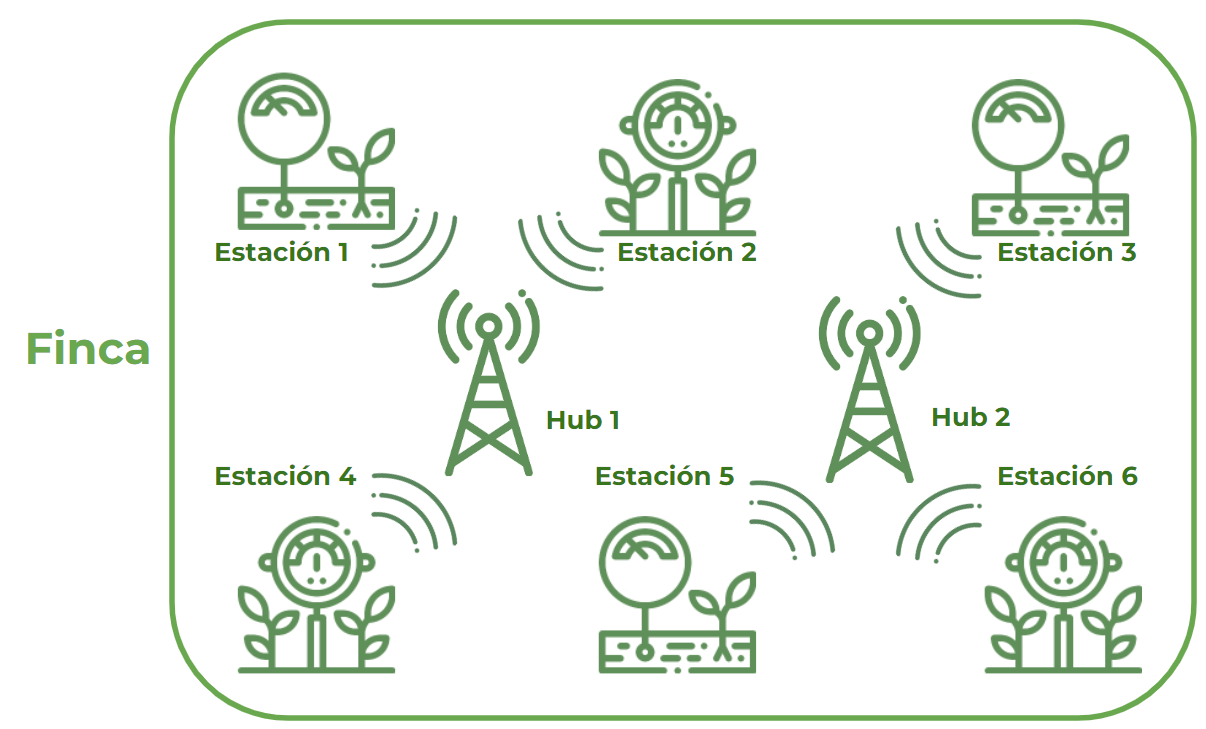 Estación 1
Estación 2
Estación 3
Finca
Hub 1
Hub 2
Estación 4
Estación 5
Estación 6